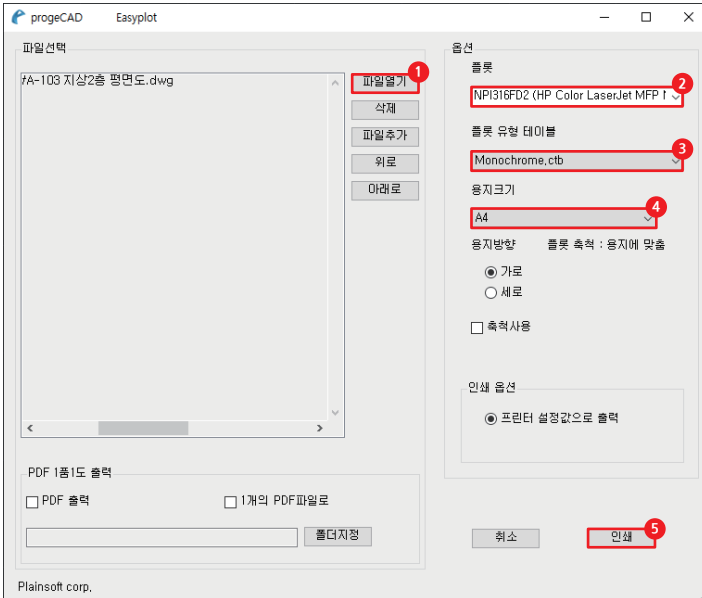 progeCAD Easyplot
파일선택
/A-103 지상2층 평면도.dwg
파일열기
1
삭제
파일추가
위로
아래로
PDF 1품1도 출력
PDF 출력
1개의 PDF파일로
폴더지정
옵션
플롯
2
NPI316FD2 (HP Color LaserJet MFP
플롯 유형 테이블
3
Monochrome.ctb
용지크기
4
A4
용지방향 플롯 축척 : 용지에 맞춤
가로
세로
축척사용
인쇄 옵션
프린터 설정값으로 출력
취소
인쇄
5
Plainsoft corp.